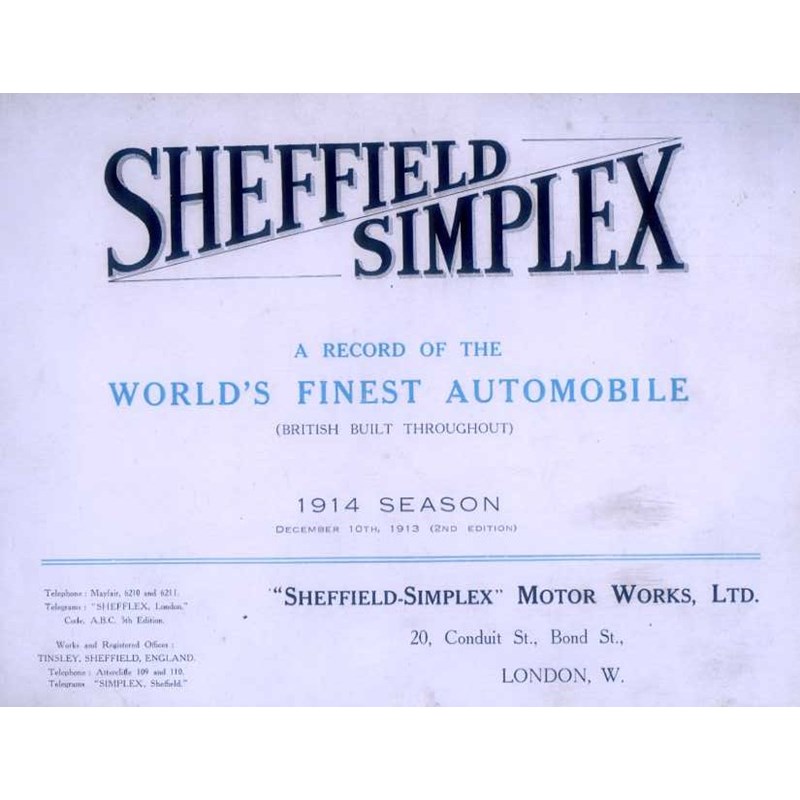 SHEFFIELD
SIMPLEX
A RECORD OF THE
WORLD'S FINEST AUTOMOBILE
(BRITISH BUILT THROUGHOUT)
1914 SEASON
DECEMBER 10TH, 1913 (2ND EDITION)
Telephone: Mayfair, 6210 and 6211.
Telegrams: "SHEFFLEX, London."
Code, A.B.C. 5th Edition.
Works and Registered Offices:
TINSLEY, SHEFFIELD, ENGLAND.
Telephone: Attercliffe 109 and 110.
Telegrams "SIMPLEX, Sheffield."
"SHEFFIELD-SIMPLEX" MOTOR WORKS, LTD.
20, Conduit St., Bond St.,
LONDON, W.